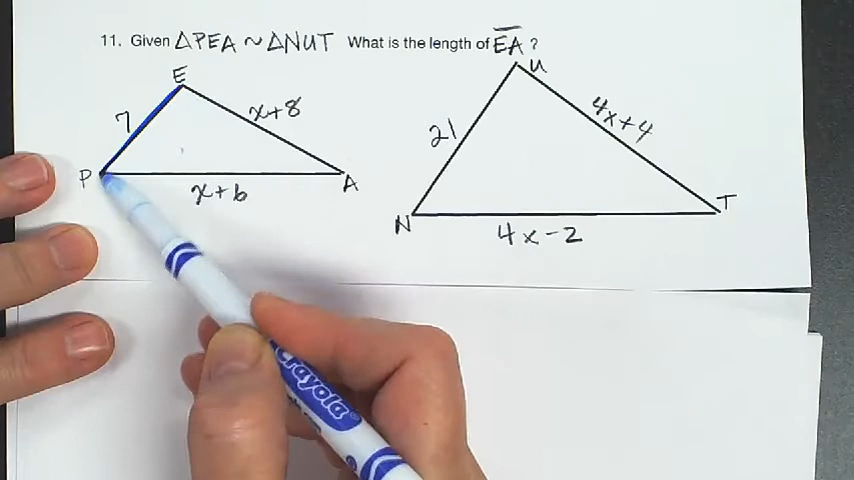 11. Given △PEA ~ △NUT What is the length of EA?
E
U
7
x+8
21
4x+4
P
A
x+6
N
T
4x-2
Crayola